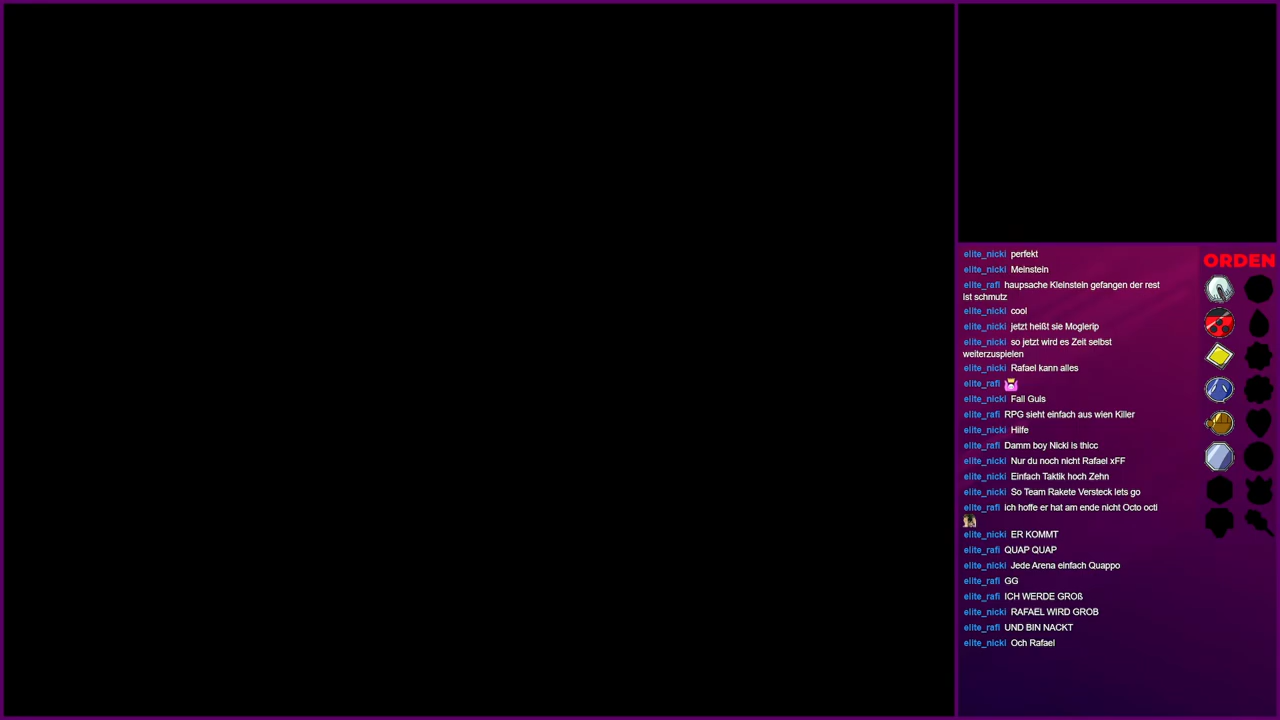 elite_nicki perfekt
elite_nicki Meinstein
elite_rafi haupsache Kleinstein gefangen der rest
ist schmutz
elite_nicki cool
elite_nicki jetzt heißt sie Moglerip
elite_nicki so jetzt wird es Zeit selbst
weiterzuspielen
elite_nicki Rafael kann alles
elite_rafi
elite_nicki Fall Guis
elite_rafi RPG sieht einfach aus wien Killer
elite_nicki Hilfe
elite_rafi Damm boy Nicki is thicc
elite_nicki Nur du noch nicht Rafael xFF
elite_nicki Einfach Taktik hoch Zehn
elite_nicki So Team Rakete Versteck lets go
elite_rafi ich hoffe er hat am ende nicht Octo octi
elite_nicki ER KOMMT
elite_rafi QUAP QUAP
elite_nicki Jede Arena einfach Quappo
elite_rafi GG
elite_rafi ICH WERDE GROß
elite_nicki RAFAEL WIRD GROB
elite_rafi UND BIN NACKT
elite_nicki Och Rafael
ORDEN